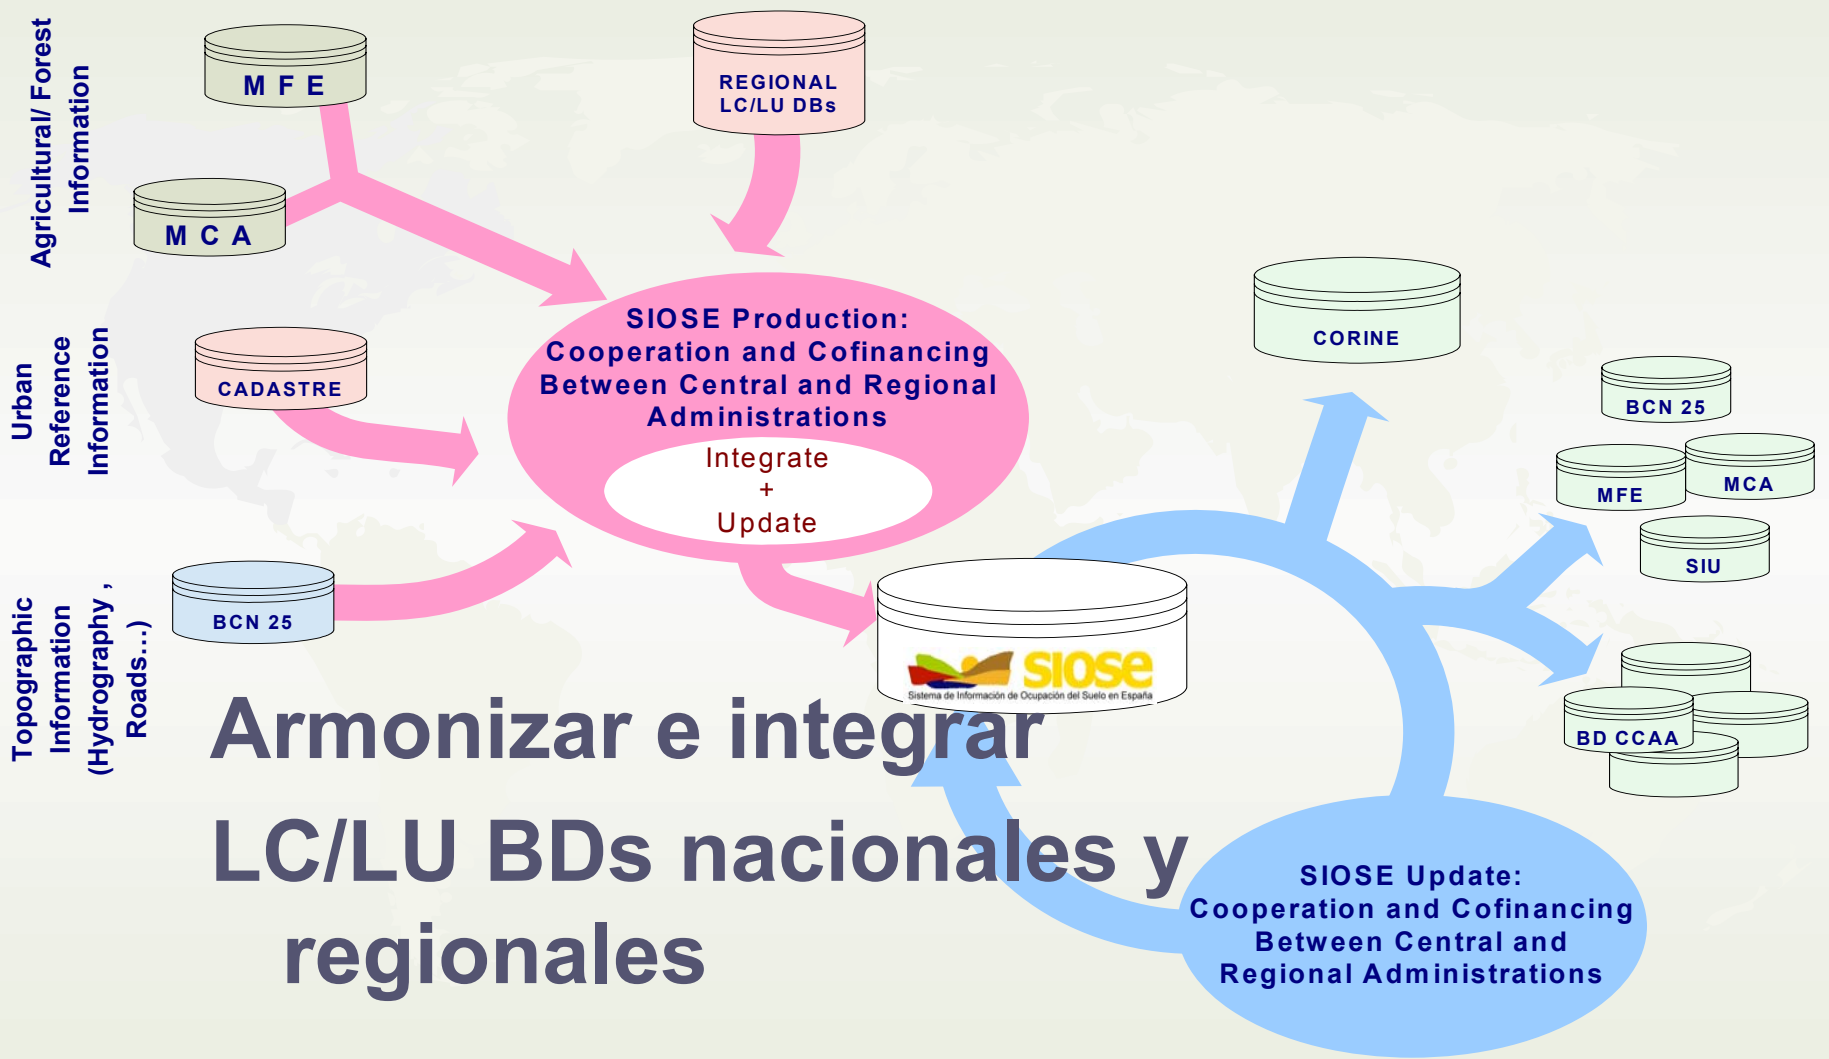 Agricultural/ Forest
Information
M F E
M C A
REGIONAL
LC/LU DBs
Urban
Reference
Information
CADASTRE
Topographic
Information
(Hydrography ,
Roads...)
BCN 25
SIOSE Production:
Cooperation and Cofinancing
Between Central and Regional
Administrations
Integrate
+
Update
SIOSE
Sistema de Información de Ocupación del Suelo en España
CORINE
BCN 25
MFE
MCA
SIU
BD CCAA
Armonizar e integrar
LC/LU BDs nacionales y
regionales
SIOSE Update:
Cooperation and Cofinancing
Between Central and
Regional Administrations